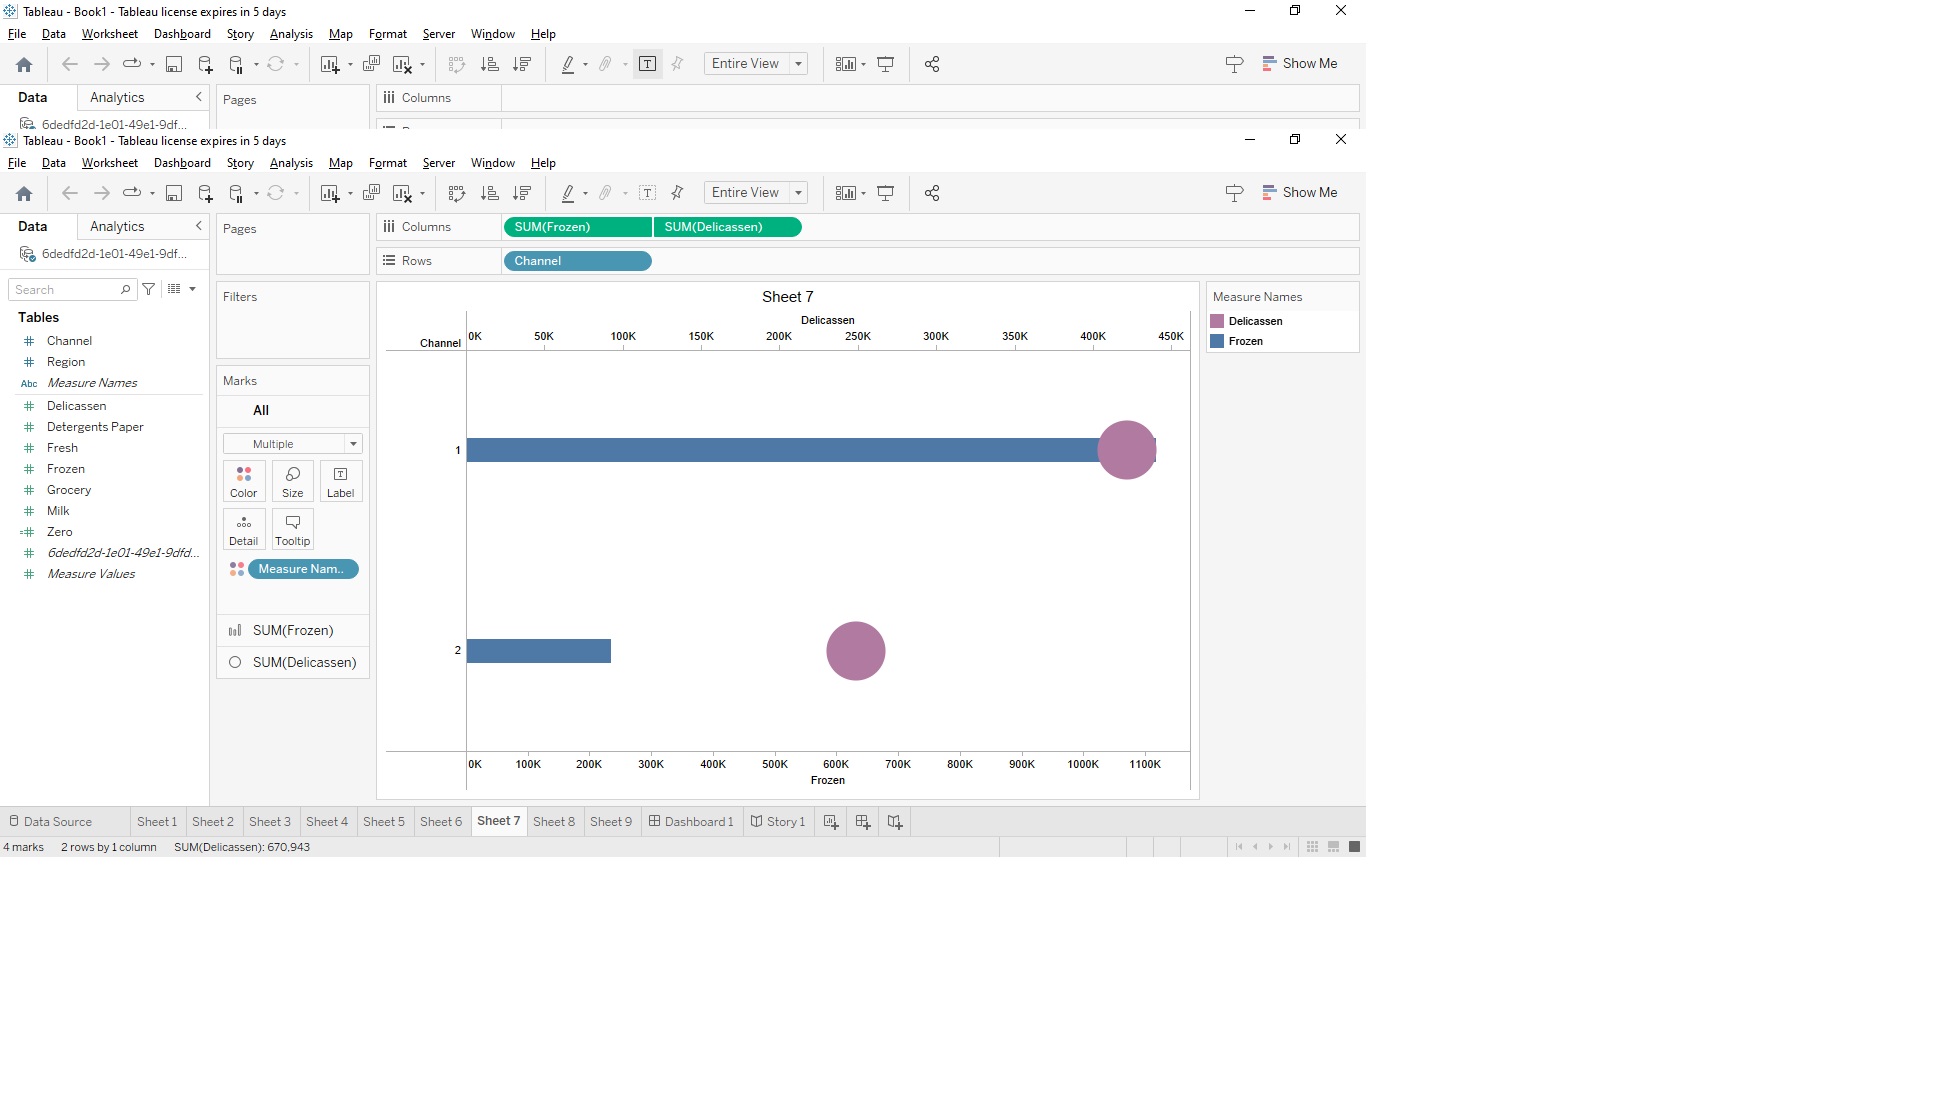 Tableau - Book1 - Tableau license expires in 5 days
File Data Worksheet Dashboard Story Analysis Map Format Server Window Help
Entire View Show Me
Data Analytics Pages Columns
6dedfd2d-1e01-49e1-9df...
Tableau - Book1 - Tableau license expires in 5 days
File Data Worksheet Dashboard Story Analysis Map Format Server Window Help
Entire View Show Me
Data Analytics
6dedfd2d-1e01-49e1-9df...
Search
Tables
Channel
Region
Abc Measure Names
Delicassen
Detergents Paper
Fresh
Frozen
Grocery
Milk
Zero
6dedfd2d-1e01-49e1-9dfd...
Measure Values
Pages
Filters
Marks
All
Multiple
Color Size Label
Detail Tooltip
Measure Nam..
SUM(Frozen)
SUM(Delicassen)
Columns SUM(Frozen) SUM(Delicassen)
Rows Channel
Sheet 7
Delicassen
Channel 0K 50K 100K 150K 200K 250K 300K 350K 400K 450K
1
2
0K 100K 200K 300K 400K 500K 600K 700K 800K 900K 1000K 1100K
Frozen
Measure Names
Delicassen
Frozen
Data Source Sheet 1 Sheet 2 Sheet 3 Sheet 4 Sheet 5 Sheet 6 Sheet 7 Sheet 8 Sheet 9 Dashboard 1 Story 1
4 marks 2 rows by 1 column SUM(Delicassen): 670,943